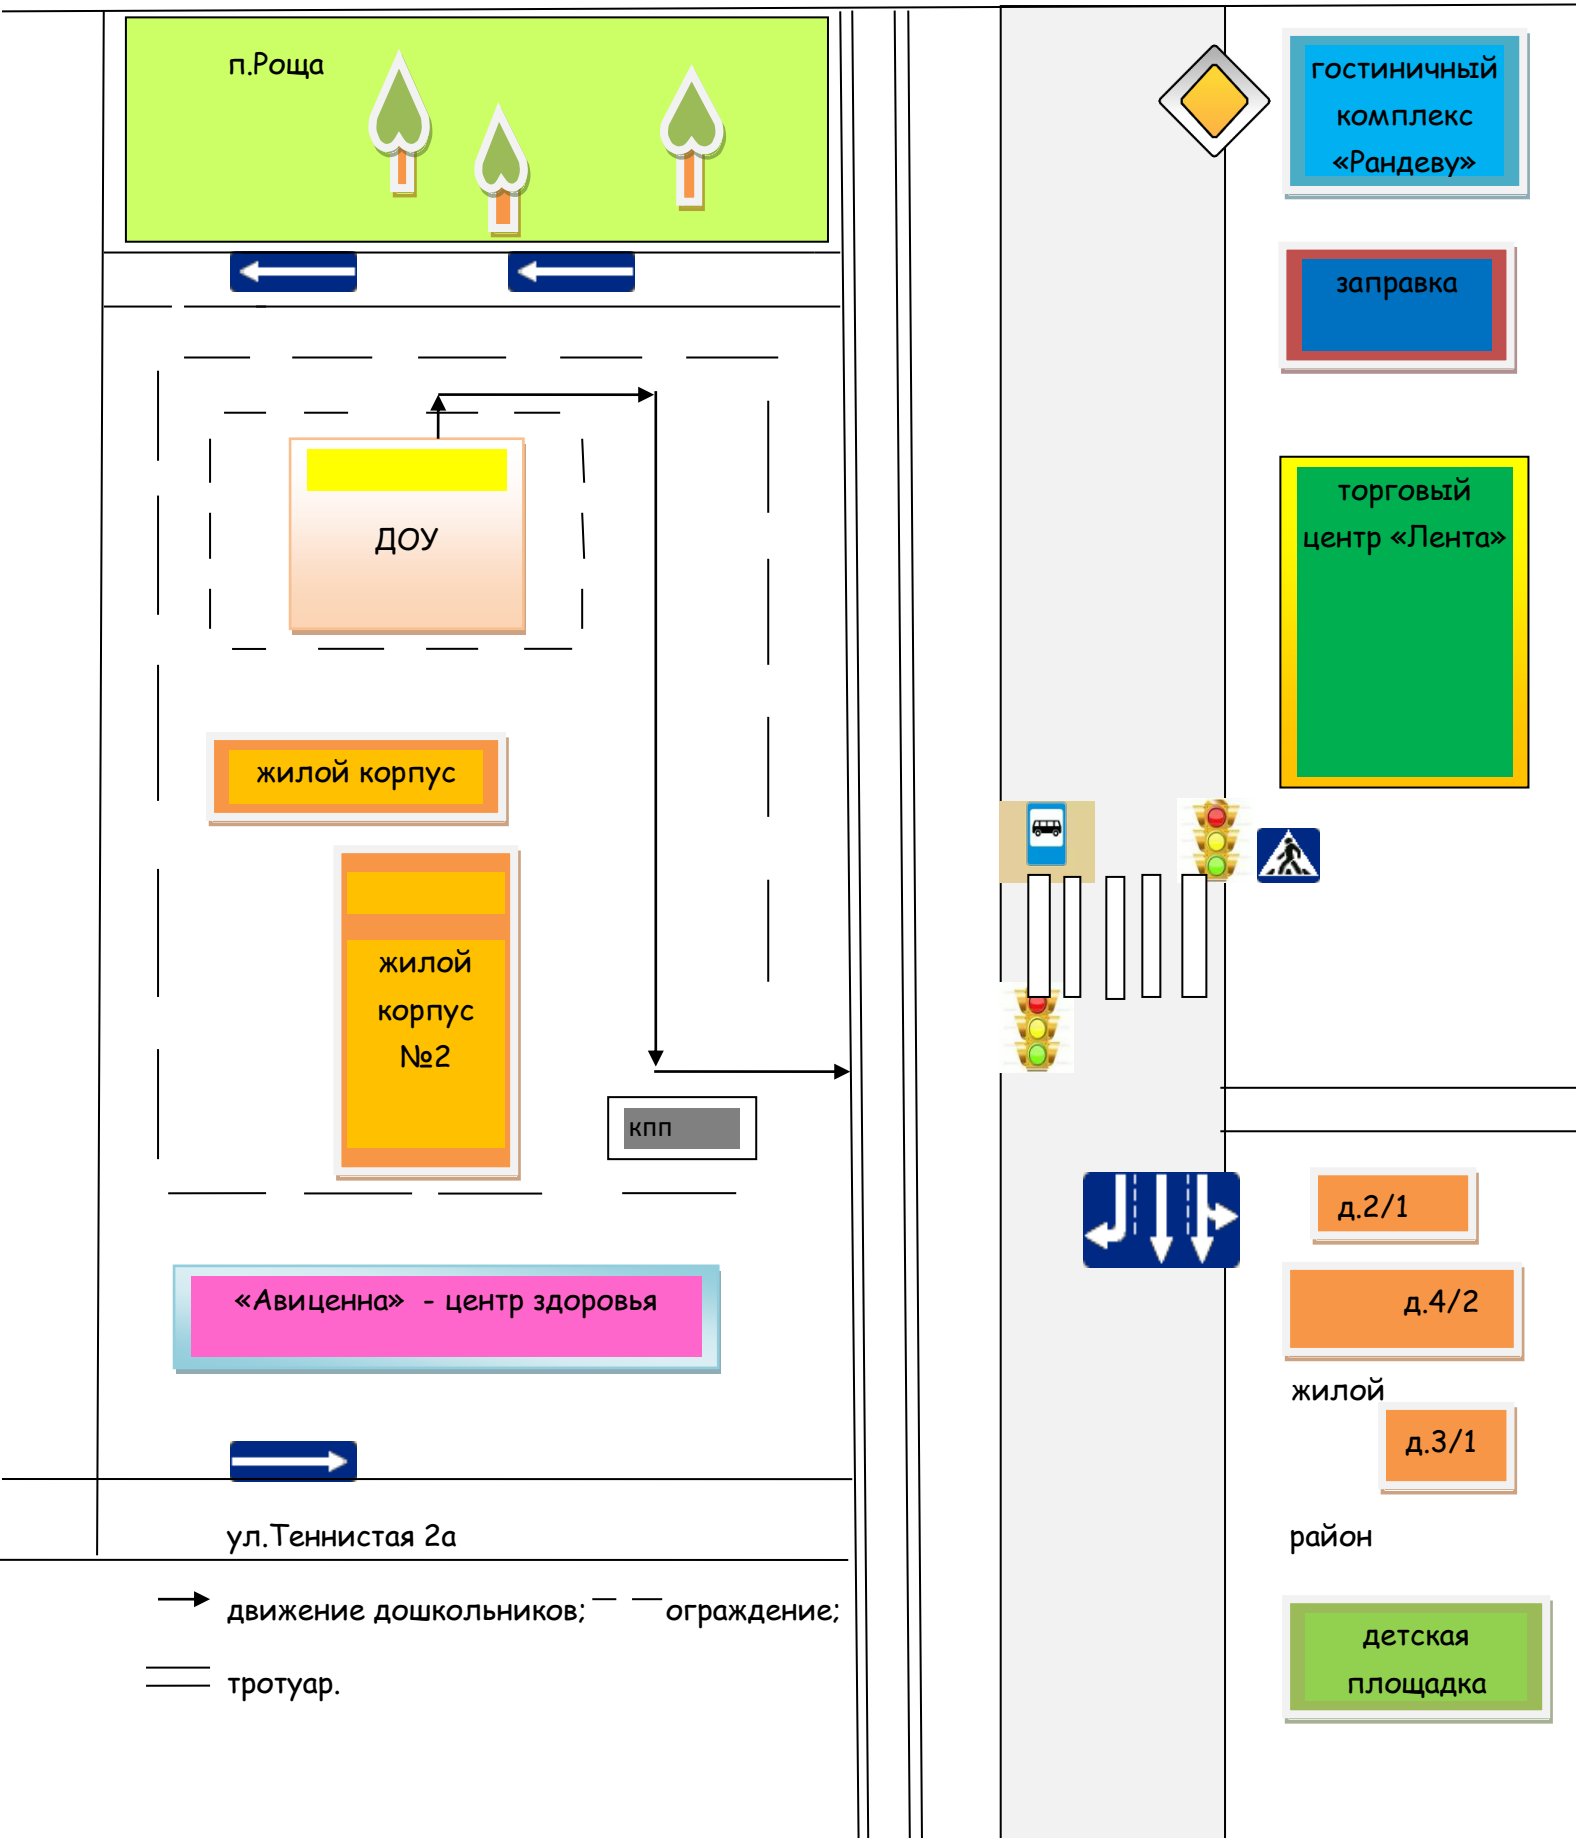 п.Роща
гостиничный
комплекс
«Рандеву»
заправка
торговый
центр «Лента»
ДОУ
жилой корпус
жилой
корпус
№2
кпп
«Авиценна» - центр здоровья
д.2/1
д.4/2
жилой
д.3/1
район
ул.Теннистая 2а
движение дошкольников; ограждение;
тротуар.
детская
площадка